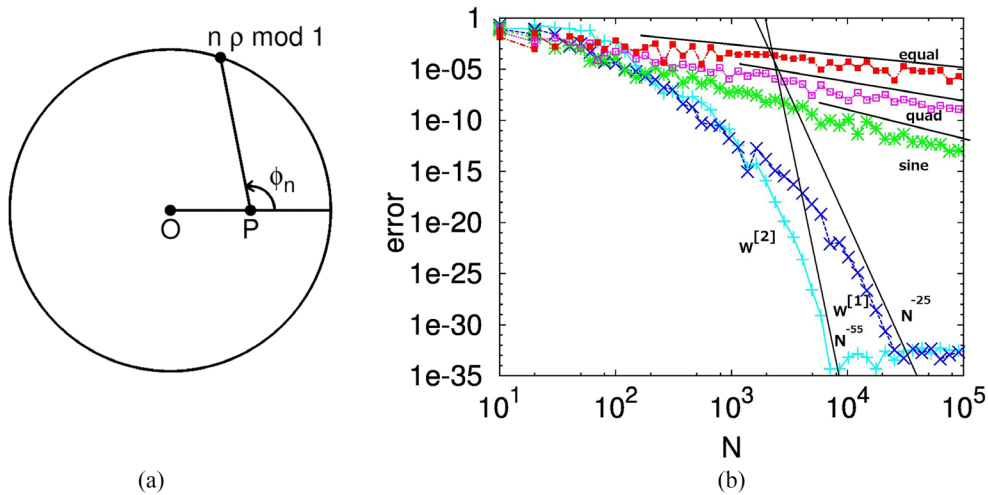 n ρ mod 1
ϕn
O
P
(a)
error
1
1e-05
1e-10
1e-15
1e-20
1e-25
1e-30
1e-35
equal
quad
sine
W[2]
W[1]
N-25
N-55
10^1
10^2
10^3
10^4
10^5
N
(b)